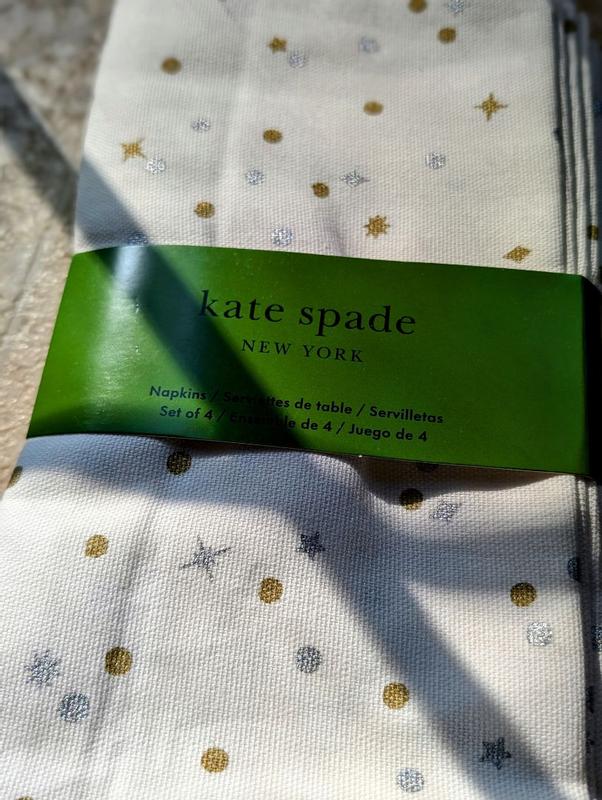 kate spade
NEW YORK
Napkins / Serviettes de table / Servilletas
Set of 4 / Ensemble de 4 / Juego de 4